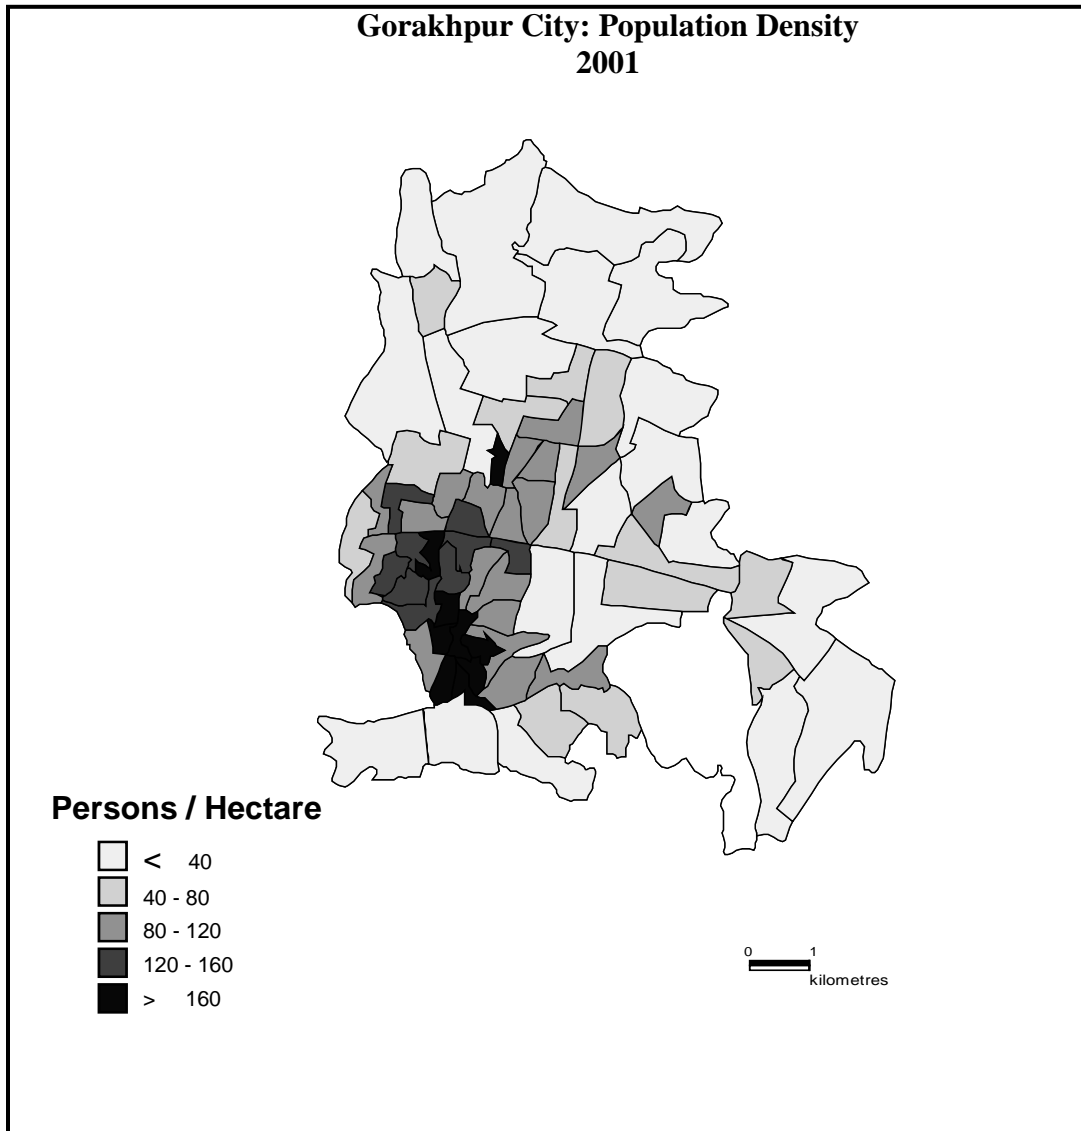 Gorakhpur City: Population Density
2001
Persons / Hectare
< 40
40 - 80
80 - 120
120 - 160
> 160
0 1
kilometres